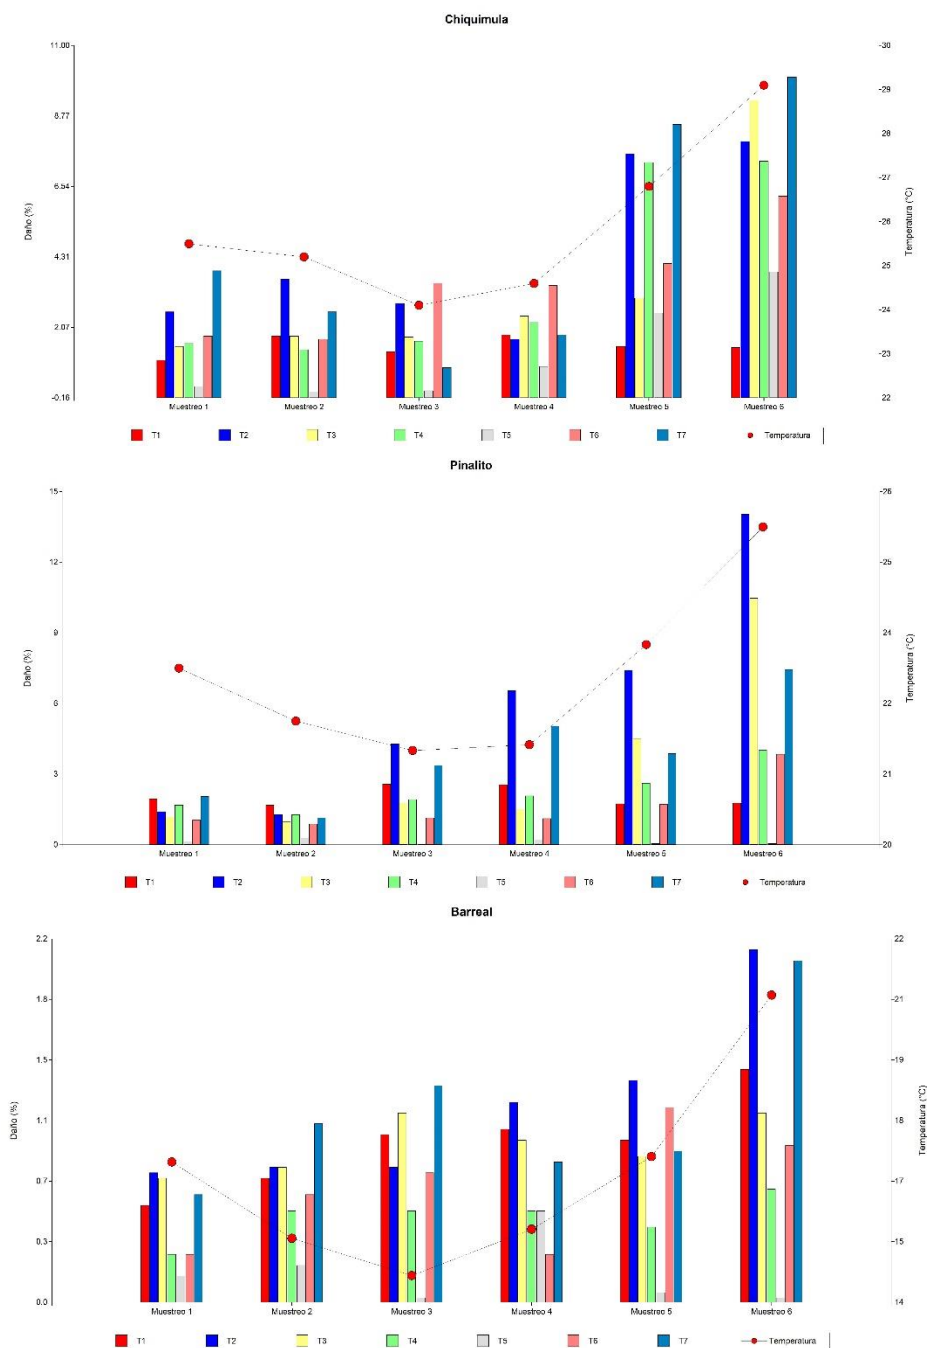 Chiquimula
11.00
8.77
6.54
4.31
2.07
-0.16
Daño (%)
30
29
28
27
26
25
24
23
22
Temperatura (°C)
Muestreo 1 Muestreo 2 Muestreo 3 Muestreo 4 Muestreo 5 Muestreo 6
T1 T2 T3 T4 T5 T6 T7 Temperatura
Pinalito
15
12
9
6
3
0
Daño (%)
26
25
24
22
21
20
Temperatura (°C)
Muestreo 1 Muestreo 2 Muestreo 3 Muestreo 4 Muestreo 5 Muestreo 6
T1 T2 T3 T4 T5 T6 T7 Temperatura
Barreal
2.2
1.8
1.5
1.1
0.7
0.3
0.0
Daño (%)
22
21
19
18
17
15
14
Temperatura (°C)
Muestreo 1 Muestreo 2 Muestreo 3 Muestreo 4 Muestreo 5 Muestreo 6
T1 T2 T3 T4 T5 T6 T7 Temperatura